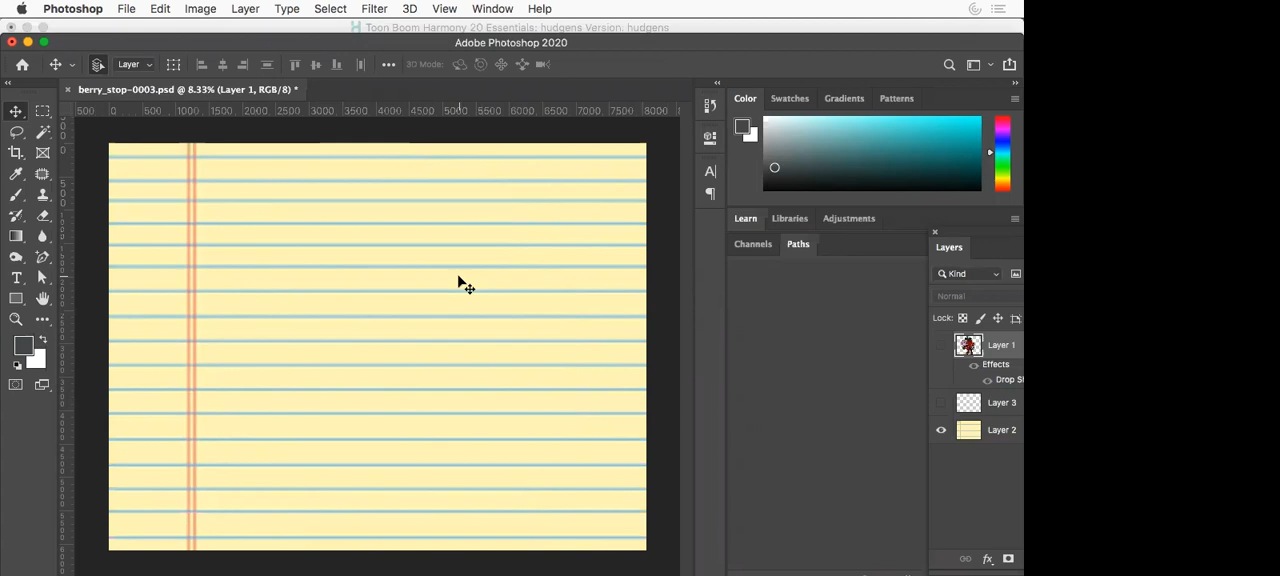 Photoshop File Edit Image Layer Type Select Filter 3D View Window Help
Toon Boom Harmony 20 Essentials: hudgens Version. hudgens
Adobe Photoshop 2020
Layer 3D Mode:
berry_stop-0003.psd @ 8.33% (Layer 1, RGB/8) *
500 0 500 1000 1500 2000 2500 3000 3500 4000 4500 5000 5500 6000 6500 7000 7500 8000
Color Swatches Gradients Patterns
Learn Libraries Adjustments
Channels Paths
Layers
Kind
Normal
Lock:
Layer 1
Effects
Drop Sh
Layer 3
Layer 2
fx